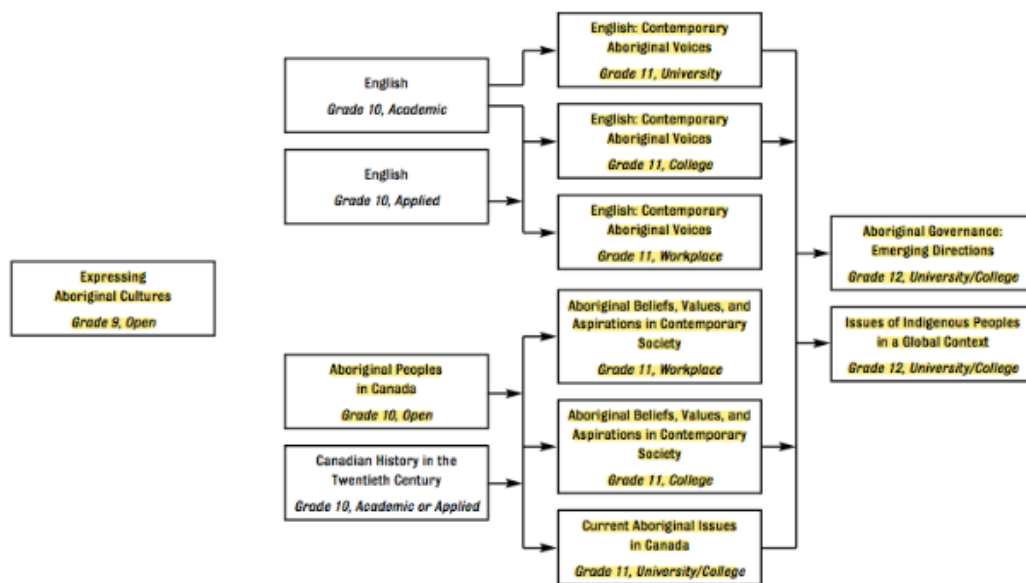 Expressing
Aboriginal Cultures
Grade 9, Open
English
Grade 10, Academic
English
Grade 10, Applied
Aboriginal Peoples
in Canada
Grade 10, Open
Canadian History in the
Twentieth Century
Grade 10, Academic or Applied
English: Contemporary
Aboriginal Voices
Grade 11, University
English: Contemporary
Aboriginal Voices
Grade 11, College
English: Contemporary
Aboriginal Voices
Grade 11, Workplace
Aboriginal Beliefs, Values, and
Aspirations in Contemporary
Society
Grade 11, Workplace
Aboriginal Beliefs, Values, and
Aspirations in Contemporary
Society
Grade 11, College
Current Aboriginal Issues
in Canada
Grade 11, University/College
Aboriginal Governance:
Emerging Directions
Grade 12, University/College
Issues of Indigenous Peoples
in a Global Context
Grade 12, University/College